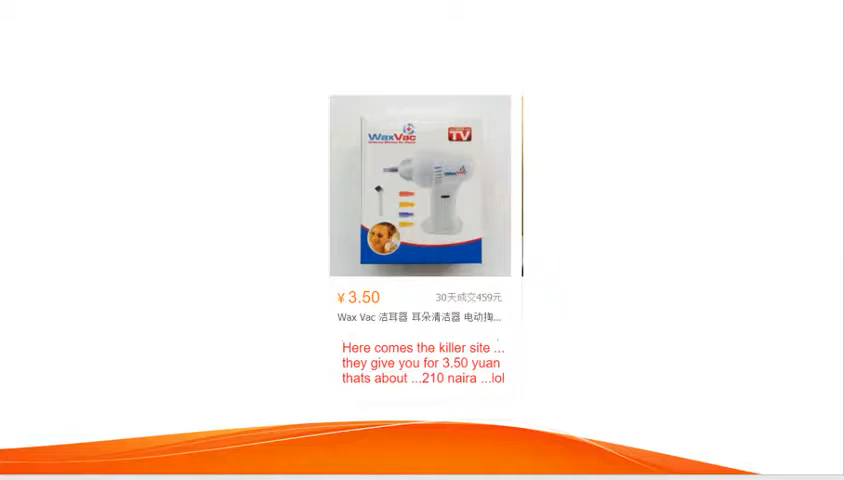 WaxVac
TV
WaxVac
¥ 3.50
30天成交459元
Wax Vac 洁耳器 耳朵清洁器 电动掏...
Here comes the killer site ...
they give you for 3.50 yuan
thats about ...210 naira ...lol